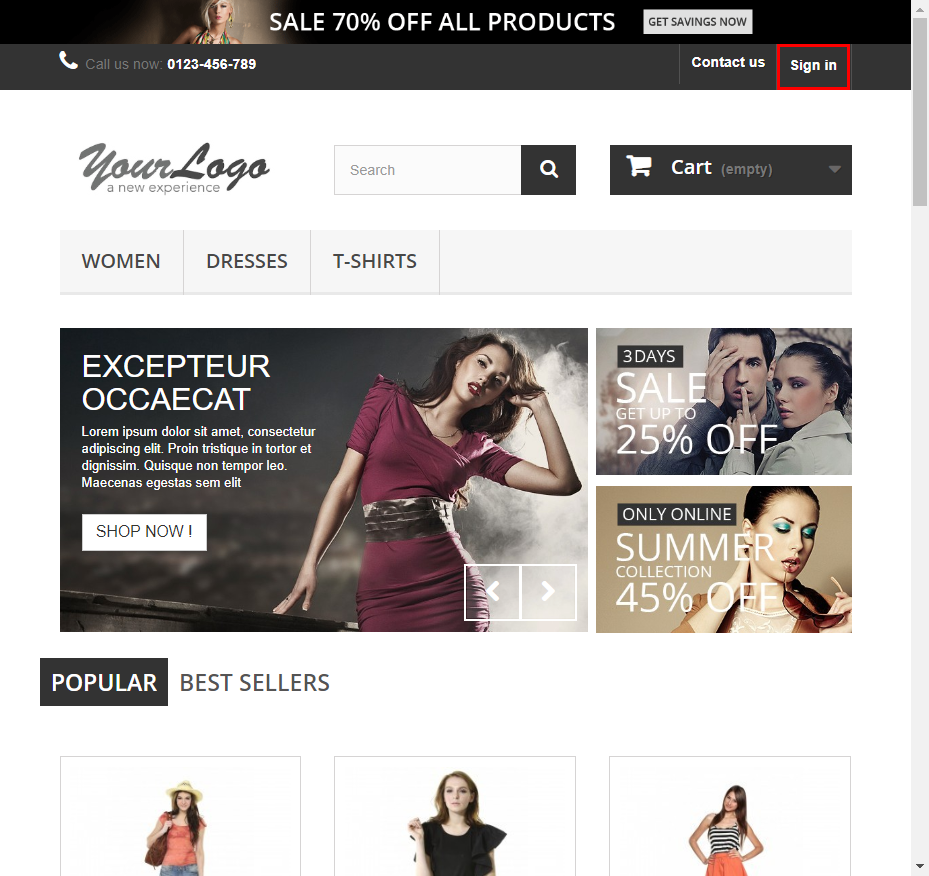 SALE 70% OFF ALL PRODUCTS GET SAVINGS NOW
Call us now: 0123-456-789 Contact us Sign in
YourLogo
a new experience
Search
Cart (empty)
WOMEN DRESSES T-SHIRTS
EXCEPTEUR
OCCAECAT
Lorem ipsum dolor sit amet, consectetur
adipiscing elit. Proin tristique in tortor et
dignissim. Quisque non tempor leo.
Maecenas egestas sem elit
SHOP NOW !
3DAYS
SALE
GET UP TO
25% OFF
ONLY ONLINE
SUMMER
COLLECTION
45% OFF
POPULAR BEST SELLERS